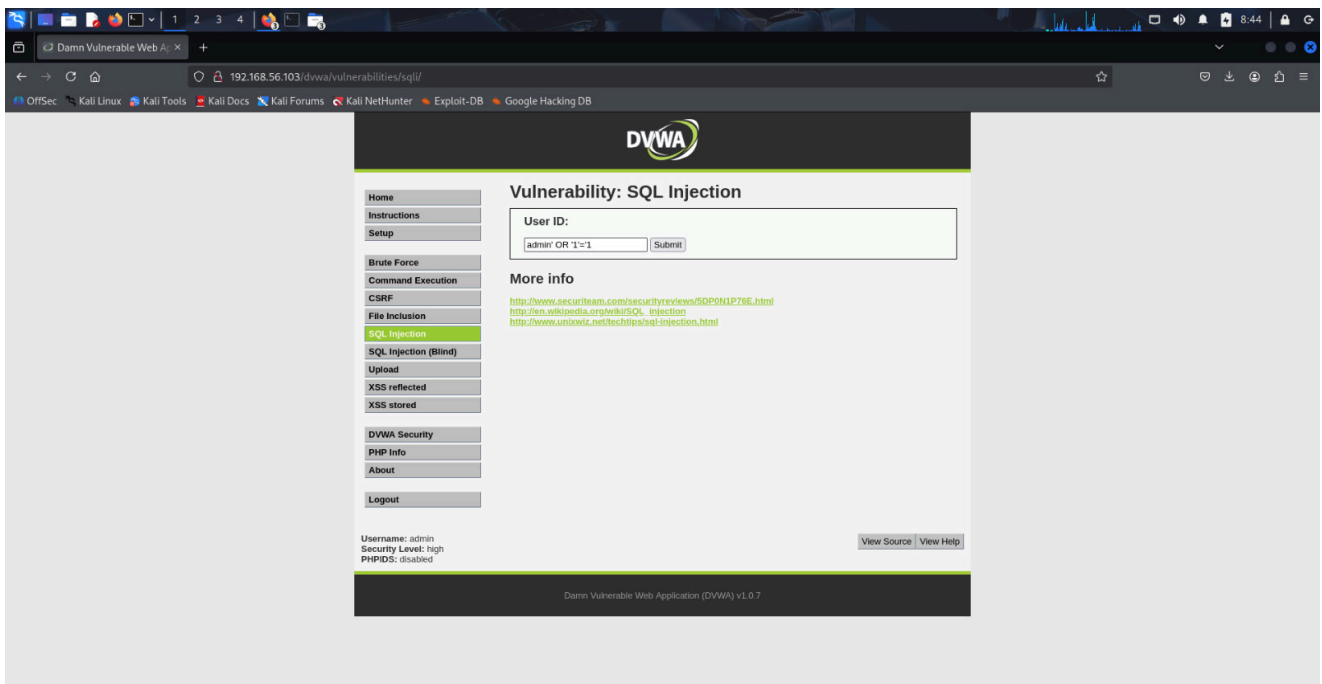 1 2 3 4
8:44
Damn Vulnerable Web Ap
192.168.56.103/dvwa/vulnerabilities/sqli/
OffSec Kali Linux Kali Tools Kali Docs Kali Forums Kali NetHunter Exploit-DB Google Hacking DB
DVWA
Home
Instructions
Setup
Brute Force
Command Execution
CSRF
File Inclusion
SQL Injection
SQL Injection (Blind)
Upload
XSS reflected
XSS stored
DVWA Security
PHP Info
About
Logout
Vulnerability: SQL Injection
User ID:
admin' OR '1'='1 Submit
More info
http://www.securiteam.com/securityreviews/5DP0N1P76E.html
http://en.wikipedia.org/wiki/SQL_injection
http://www.unixwiz.net/techtips/sql-injection.html
Username: admin
Security Level: high
PHPIDS: disabled
View Source View Help
Damn Vulnerable Web Application (DVWA) v1.0.7